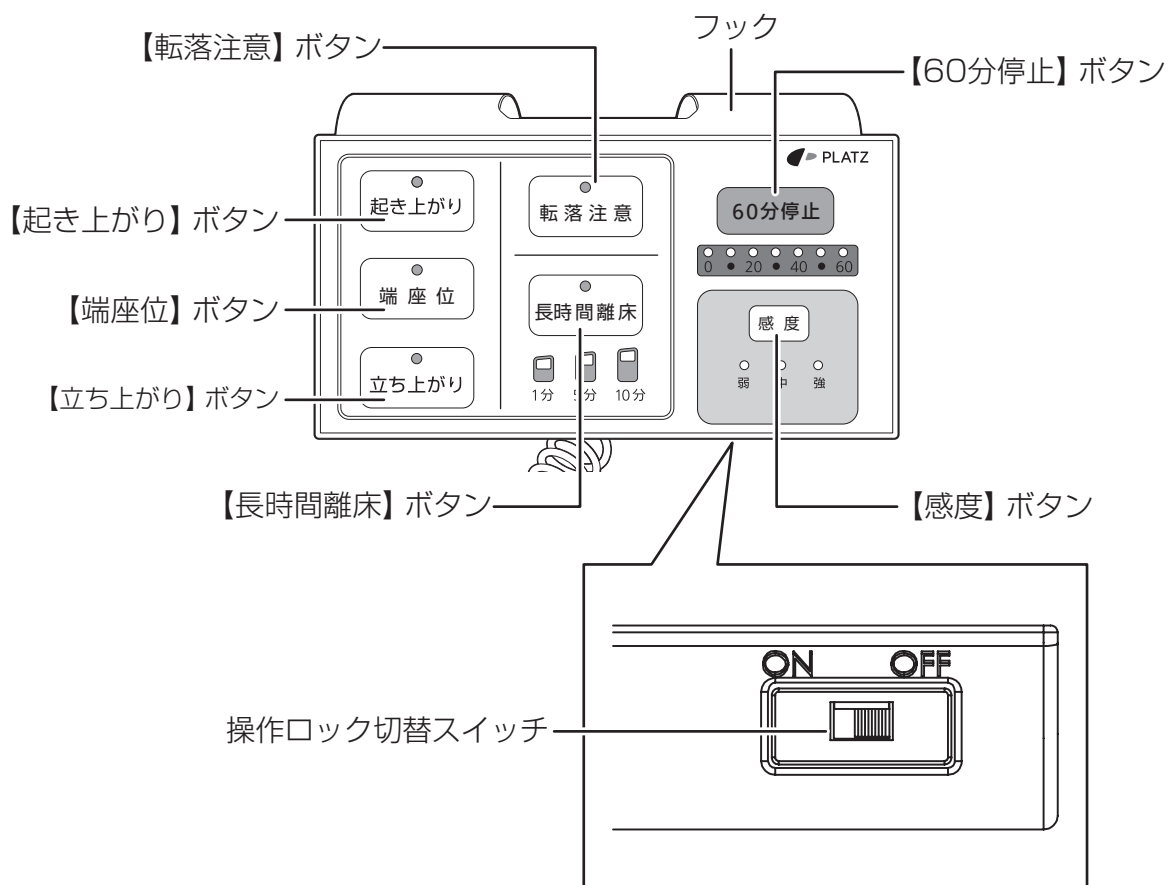 フック
【転落注意】ボタン
【60分停止】ボタン
PLATZ
【起き上がり】ボタン
起き上がり
転落注意
60分停止
0 • 20 • 40 • 60
【端座位】ボタン
端座位
長時間離床
感度
弱 中 強
【立ち上がり】ボタン
立ち上がり
1分 5分 10分
【長時間離床】ボタン
【感度】ボタン
ON OFF
操作ロック切替スイッチ